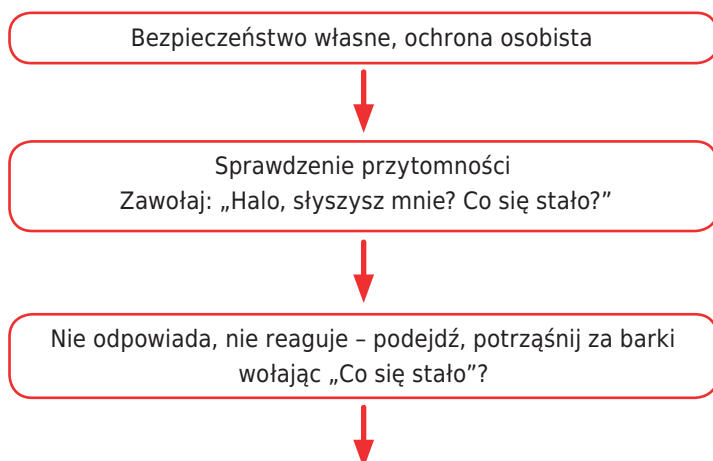 Bezpieczeństwo własne, ochrona osobista
Sprawdzenie przytomności
Zawołaj: „Halo, słyszysz mnie? Co się stało?”
Nie odpowiada, nie reaguje – podejdź, potrząśnij za barki
wołając „Co się stało”?